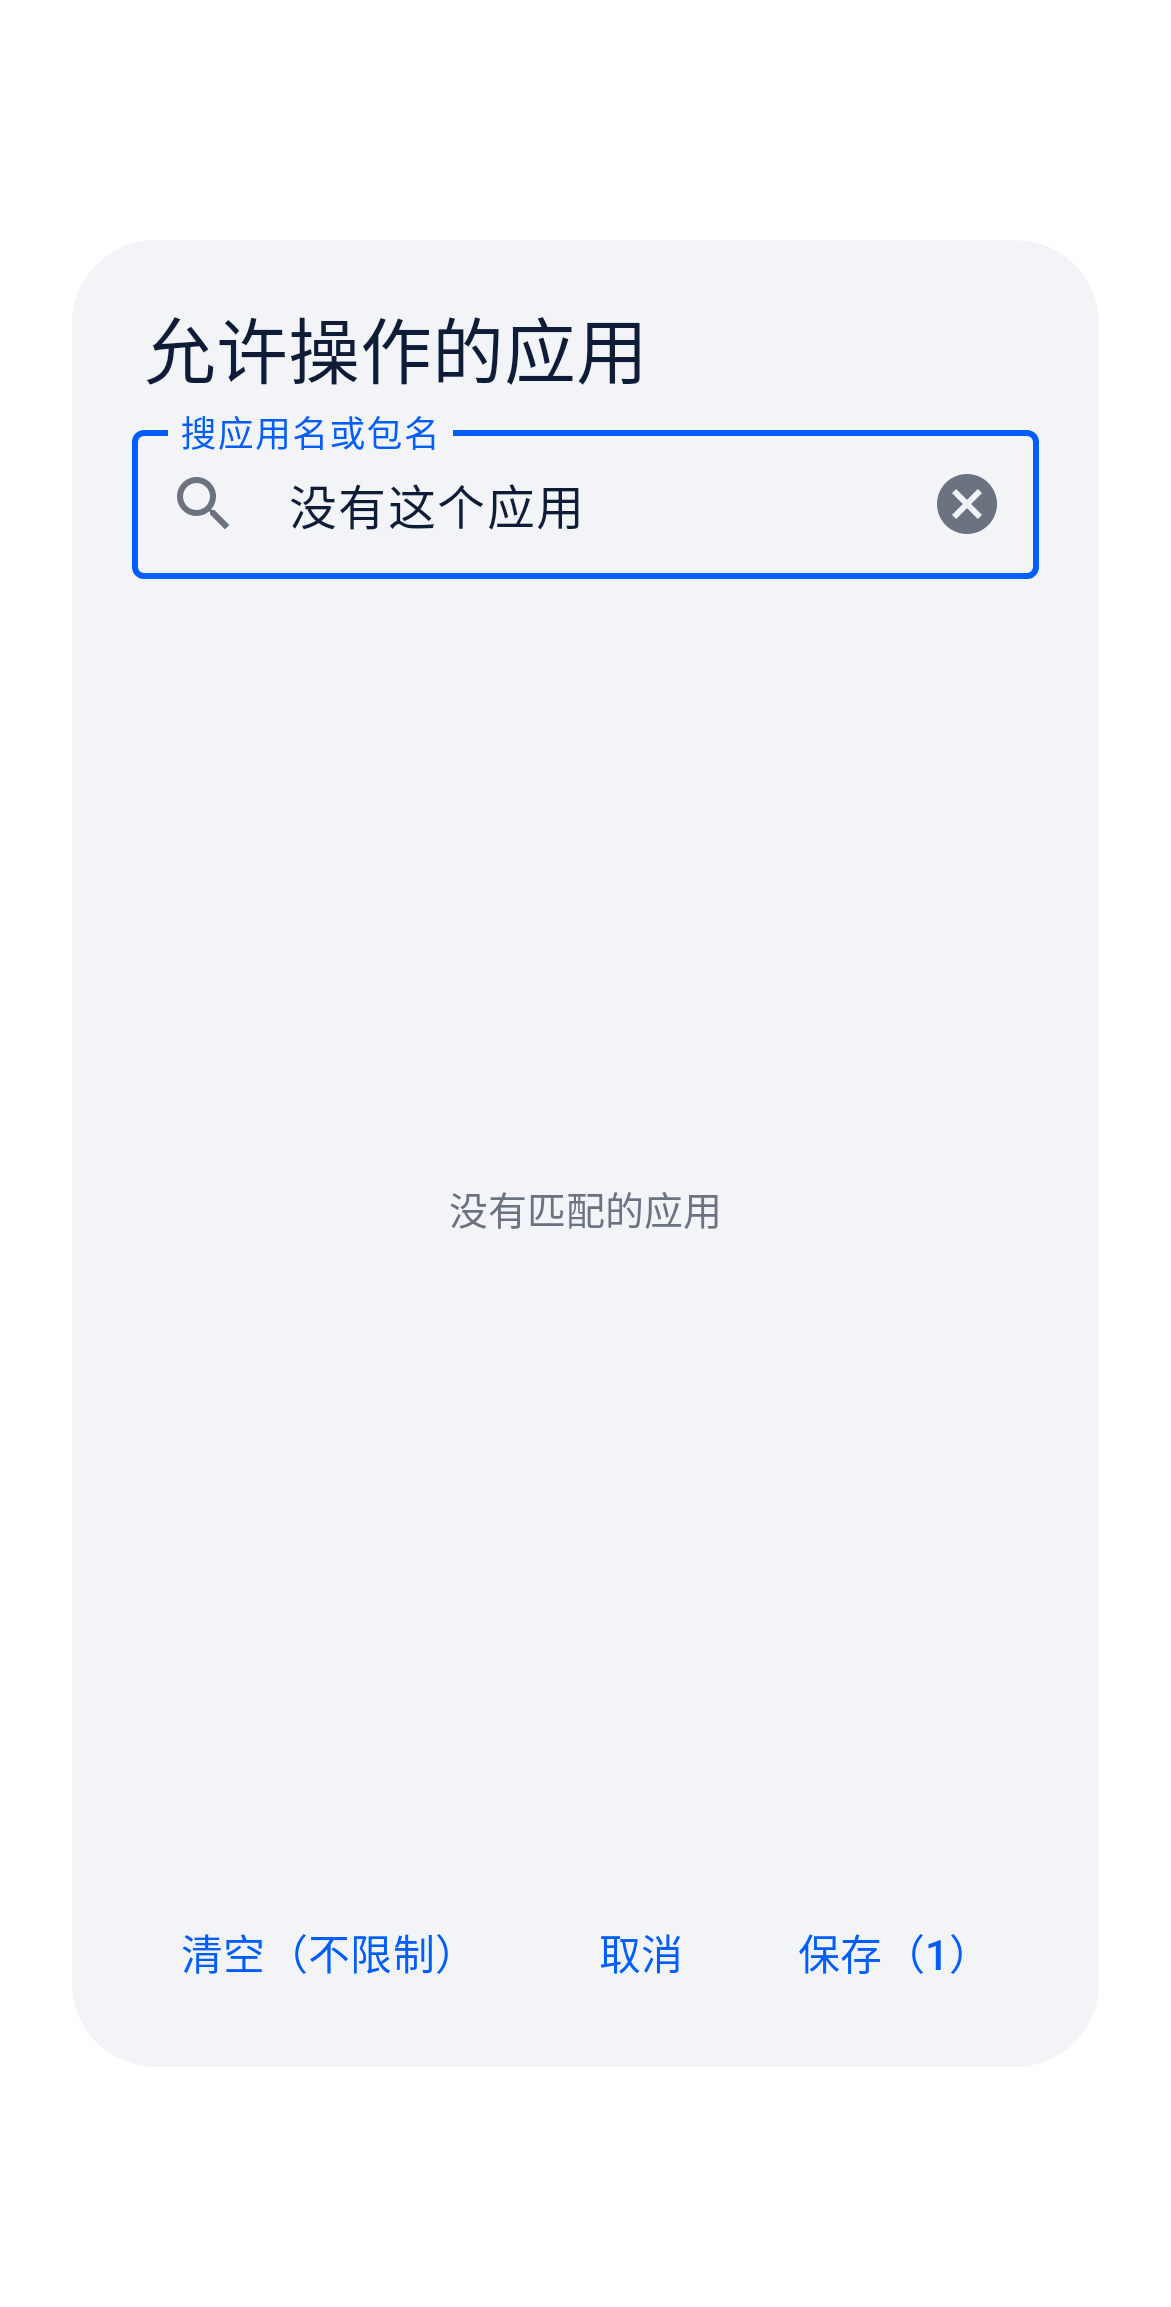 允许操作的应用
搜应用名或包名
没有这个应用
没有匹配的应用
清空（不限制） 取消 保存（1）